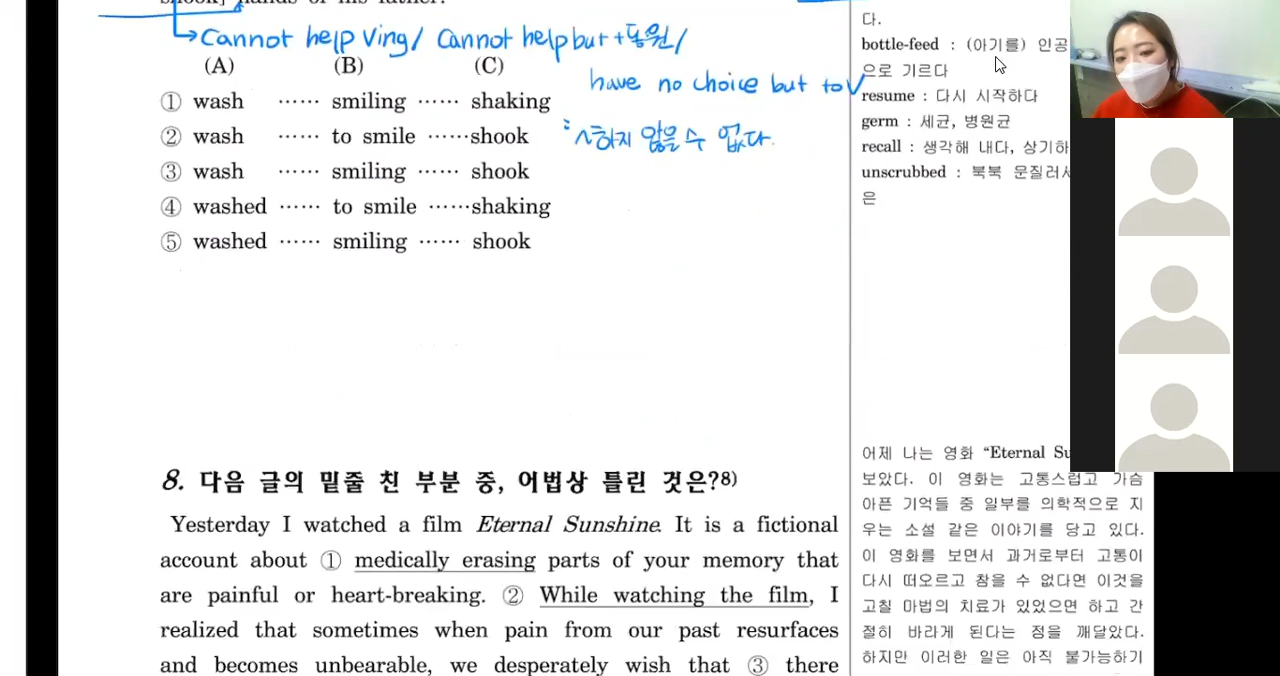 shook] hands of his father.
→ Cannot help Ving/ Cannot help but + 동원/
have no choice but to V
: ~하지 않을 수 없다.
(A) (B) (C)
① wash …… smiling …… shaking
② wash …… to smile ……shook
③ wash …… smiling …… shook
④ washed …… to smile ……shaking
⑤ washed …… smiling …… shook
8. 다음 글의 밑줄 친 부분 중, 어법상 틀린 것은?8)
Yesterday I watched a film Eternal Sunshine. It is a fictional
account about ① medically erasing parts of your memory that
are painful or heart-breaking. ② While watching the film, I
realized that sometimes when pain from our past resurfaces
and becomes unbearable, we desperately wish that ③ there
다.
bottle-feed : (아기를) 인공
으로 기르다
resume : 다시 시작하다
germ : 세균, 병원균
recall : 생각해 내다, 상기하
unscrubbed : 북북 문질러서
은
어제 나는 영화 “Eternal Su
보았다. 이 영화는 고통스럽고 가슴
아픈 기억들 중 일부를 의학적으로 지
우는 소설 같은 이야기를 담고 있다.
이 영화를 보면서 과거로부터 고통이
다시 떠오르고 참을 수 없다면 이것을
고칠 마법의 치료가 있었으면 하고 간
절히 바라게 된다는 점을 깨달았다.
하지만 이러한 일은 아직 불가능하기